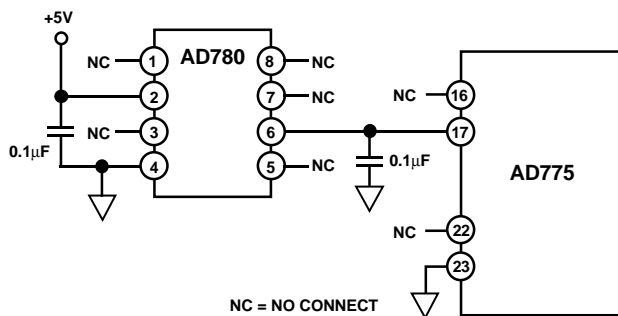 +5V
NC
1
AD780
8
NC
2
7
NC
NC
3
6
0.1μF
4
5
NC
0.1μF
NC
16
17
AD775
NC
22
23
NC = NO CONNECT